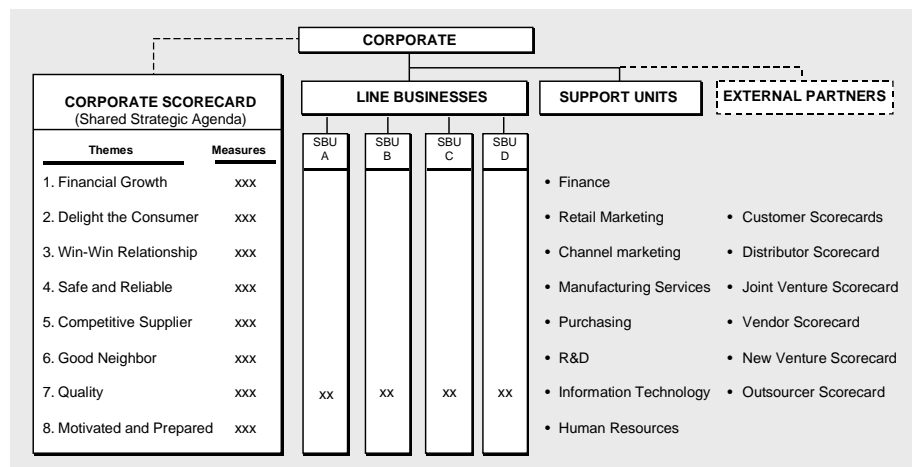 CORPORATE
CORPORATE SCORECARD
(Shared Strategic Agenda)
Themes Measures
1. Financial Growth xxx
2. Delight the Consumer xxx
3. Win-Win Relationship xxx
4. Safe and Reliable xxx
5. Competitive Supplier xxx
6. Good Neighbor xxx
7. Quality xxx
8. Motivated and Prepared xxx
LINE BUSINESSES
SBU
A
SBU
B
SBU
C
SBU
D
xx xx xx xx
SUPPORT UNITS
• Finance
• Retail Marketing
• Channel marketing
• Manufacturing Services
• Purchasing
• R&D
• Information Technology
• Human Resources
EXTERNAL PARTNERS
• Customer Scorecards
• Distributor Scorecard
• Joint Venture Scorecard
• Vendor Scorecard
• New Venture Scorecard
• Outsourcer Scorecard